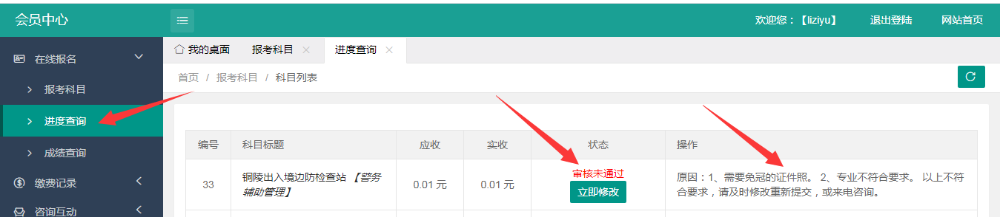 会员中心
欢迎您：【liziyu】
退出登陆
网站首页
在线报名
报考科目
进度查询
成绩查询
缴费记录
咨询互动
我的桌面
报考科目
进度查询
首页 / 报考科目 / 科目列表
编号
科目标题
应收
实收
状态
操作
33
铜陵出入境边防检查站 【警务
辅助管理】
0.01 元
0.01 元
审核未通过
立即修改
原因：1、需要免冠的证件照。 2、专业不符合要求。 以上不符
合要求，请及时修改重新提交，或来电咨询。